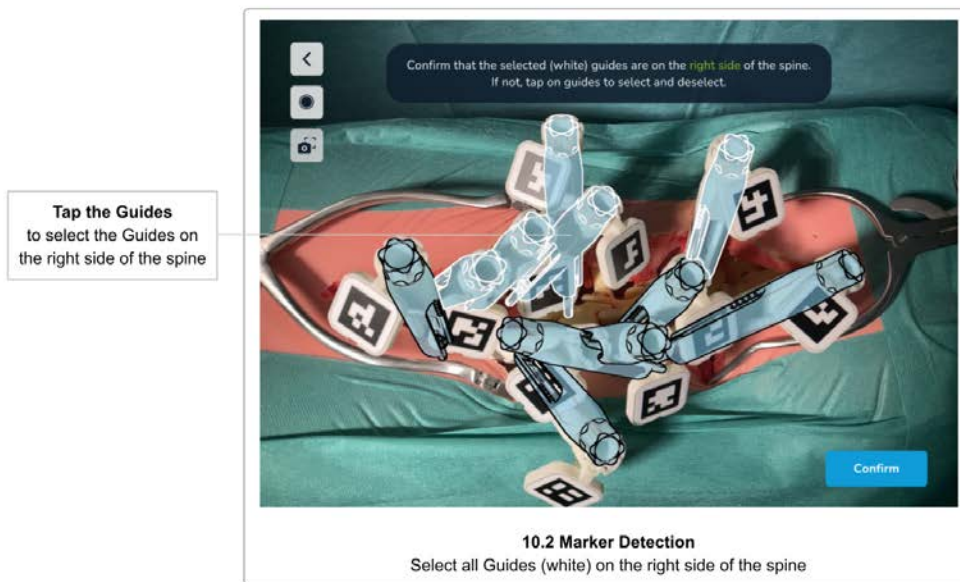 Confirm that the selected (white) guides are on the right side of the spine.
If not, tap on guides to select and deselect.
Tap the Guides
to select the Guides on
the right side of the spine
Confirm
10.2 Marker Detection
Select all Guides (white) on the right side of the spine